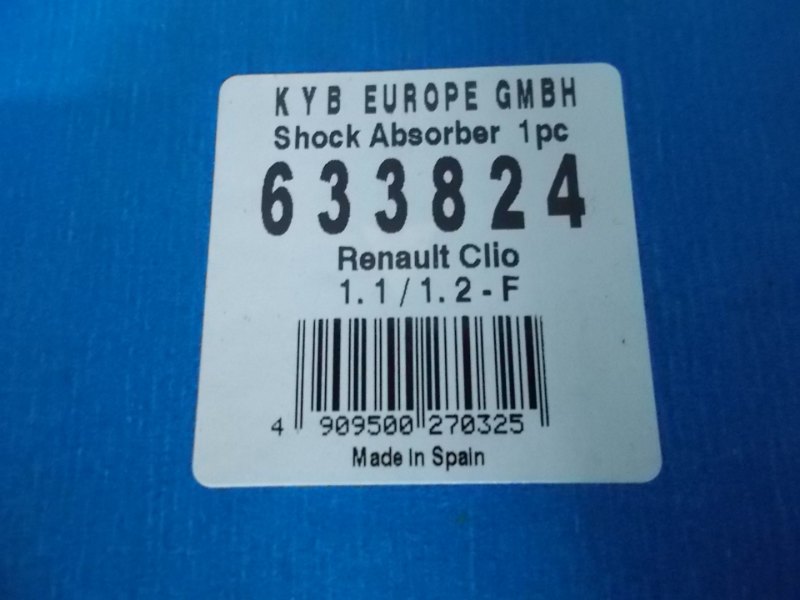 KYB EUROPE GMBH
Shock Absorber 1pc
633824
Renault Clio
1.1/1.2-F
4 909500 270325
Made In Spain